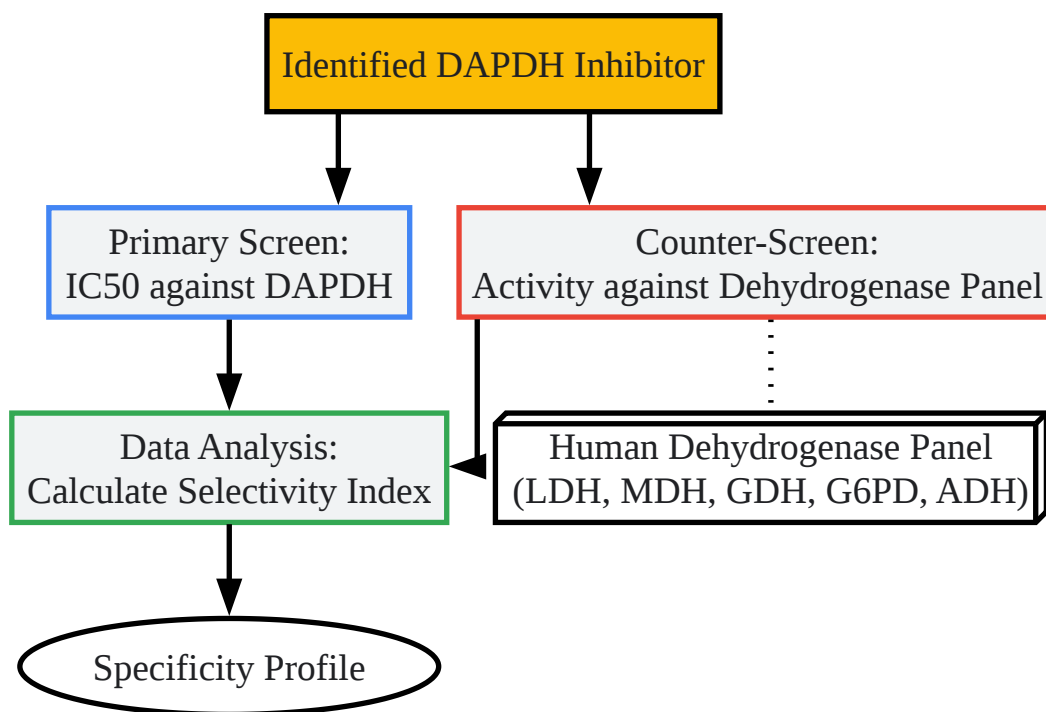 Identified DAPDH Inhibitor
Primary Screen:
IC50 against DAPDH
Counter-Screen:
Activity against Dehydrogenase Panel
Data Analysis:
Calculate Selectivity Index
Human Dehydrogenase Panel
(LDH, MDH, GDH, G6PD, ADH)
Specificity Profile